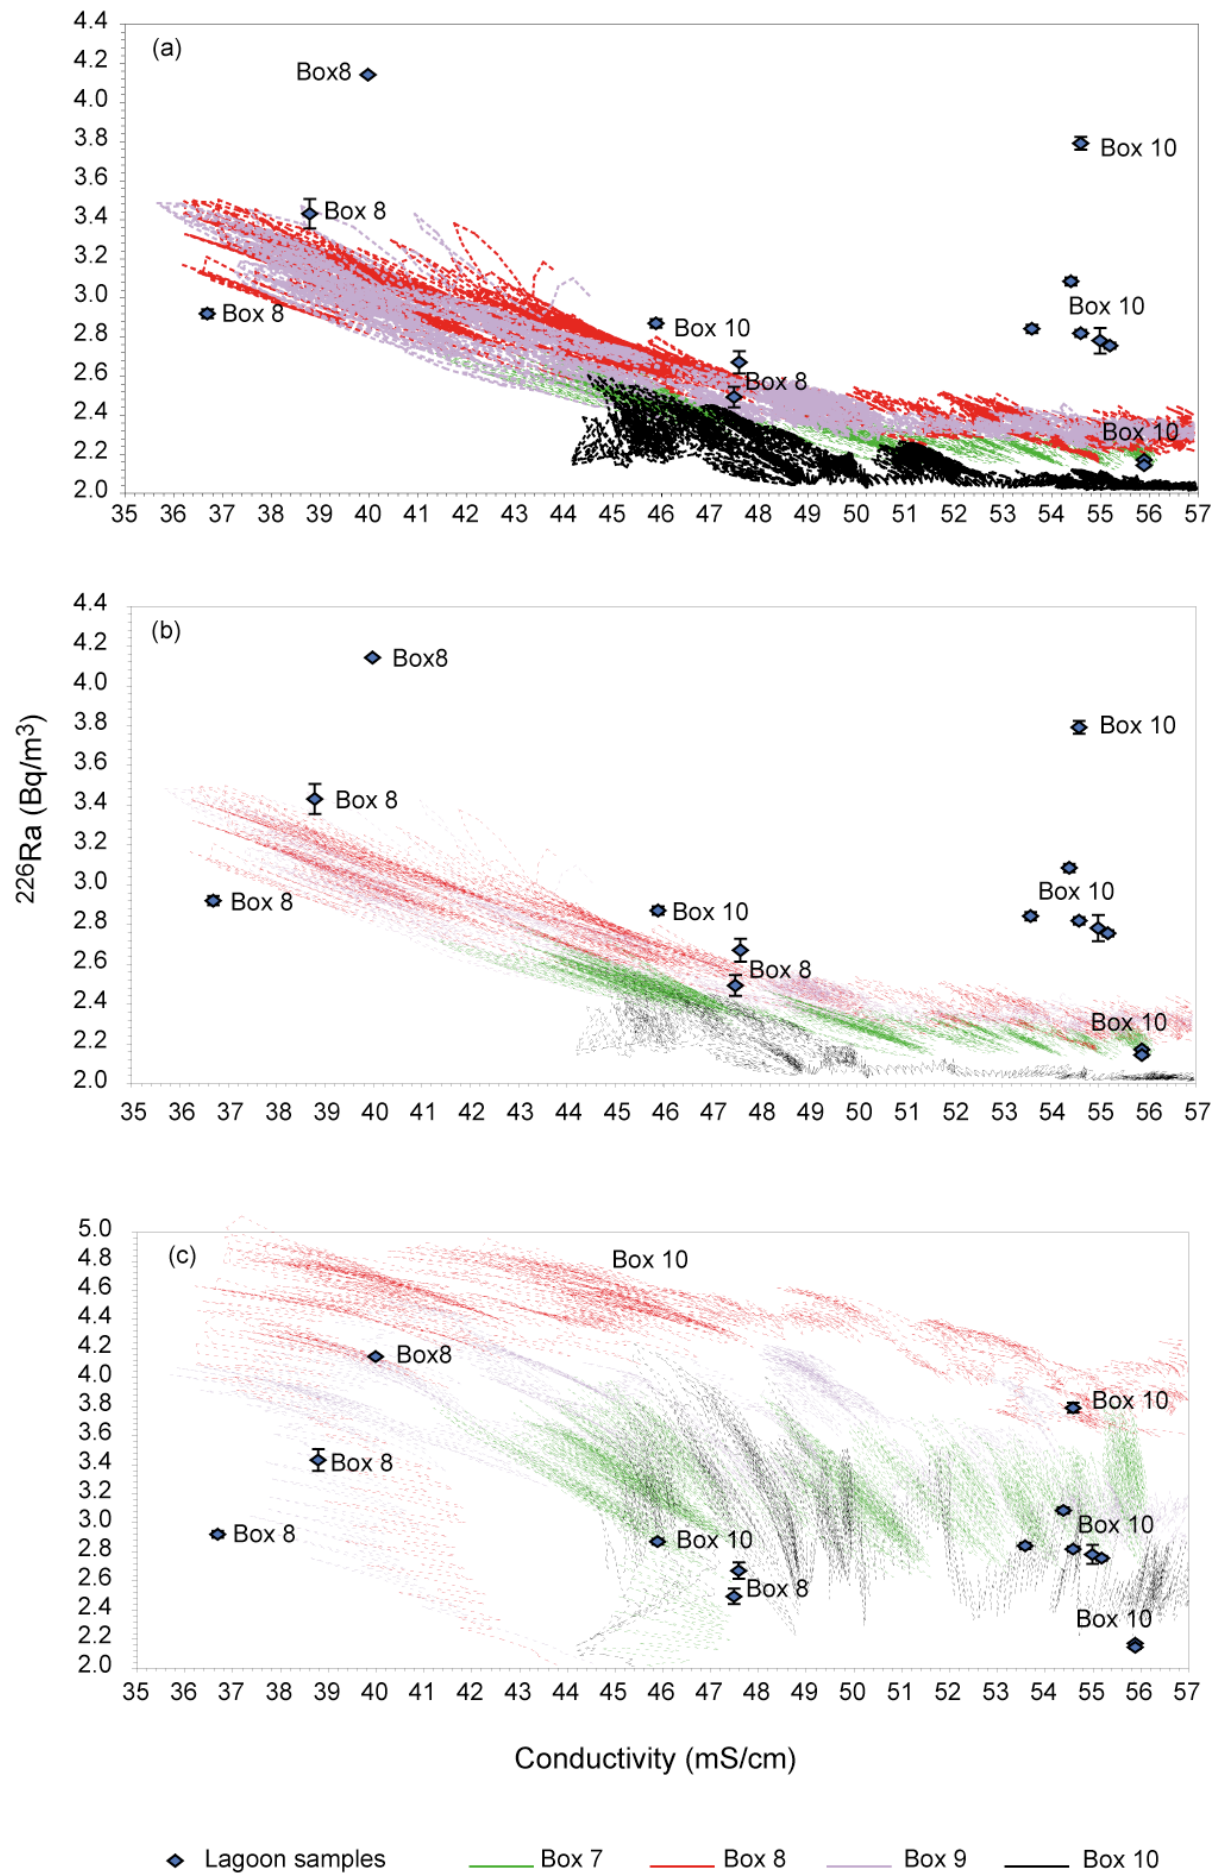 4.4
(a)
4.2
Box8
4.0
3.8
Box 10
3.6
3.4
Box 8
3.2
3.0
Box 10
2.8
Box 8
Box 10
2.6
Box 8
2.4
Box 10
2.2
2.0
35 36 37 38 39 40 41 42 43 44 45 46 47 48 49 50 51 52 53 54 55 56 57
4.4
(b)
4.2
Box8
4.0
3.8
Box 10
3.6
3.4
Box 8
3.2
3.0
Box 10
2.8
Box 8
Box 10
2.6
Box 8
2.4
Box 10
2.2
2.0
35 36 37 38 39 40 41 42 43 44 45 46 47 48 49 50 51 52 53 54 55 56 57
226Ra (Bq/m3)
5.0
(c)
Box 10
4.8
4.6
4.4
4.2
Box8
4.0
3.8
Box 10
3.6
3.4
Box 8
3.2
3.0
Box 10
2.8
Box 8
Box 10
2.6
Box 8
2.4
Box 10
2.2
2.0
35 36 37 38 39 40 41 42 43 44 45 46 47 48 49 50 51 52 53 54 55 56 57
Conductivity (mS/cm)
Lagoon samples Box 7 Box 8 Box 9 Box 10